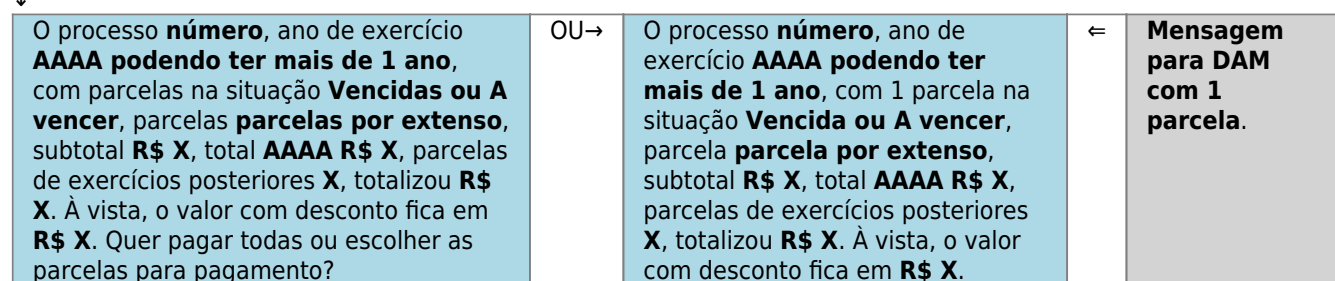 O processo número, ano de exercício
AAAA podendo ter mais de 1 ano,
com parcelas na situação Vencidas ou A
vencer, parcelas parcelas por extenso,
subtotal R$ X, total AAAA R$ X, parcelas
de exercícios posteriores X, totalizou R$
X. À vista, o valor com desconto fica em
R$ X. Quer pagar todas ou escolher as
parcelas para pagamento?
OU→
O processo número, ano de
exercício AAAA podendo ter
mais de 1 ano, com 1 parcela na
situação Vencida ou A vencer,
parcela parcela por extenso,
subtotal R$ X, total AAAA R$ X,
parcelas de exercícios posteriores
X, totalizou R$ X. À vista, o valor
com desconto fica em R$ X.
⇐
Mensagem
para DAM
com 1
parcela.